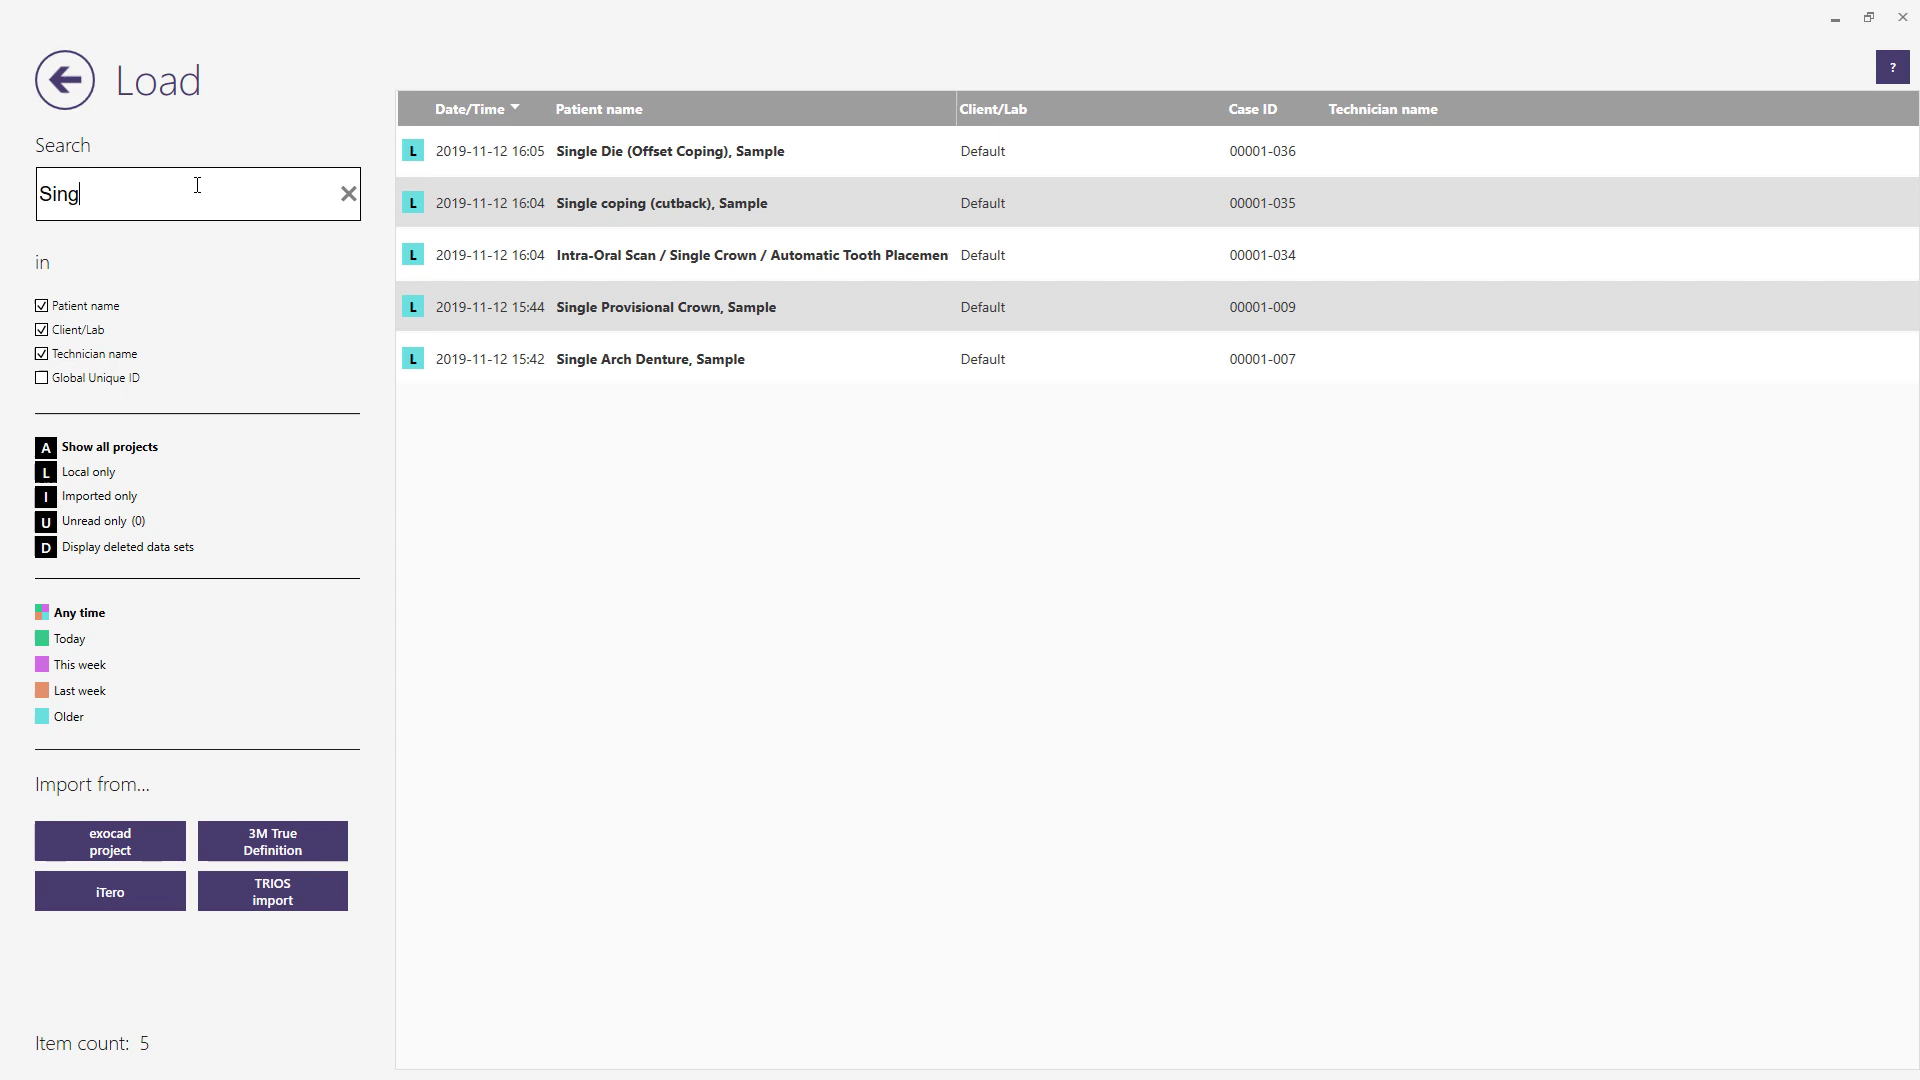 Load
?
Search
Sing
in
Patient name
Client/Lab
Technician name
Global Unique ID
A Show all projects
L Local only
I Imported only
U Unread only (0)
D Display deleted data sets
Any time
Today
This week
Last week
Older
Import from...
exocad
project
3M True
Definition
iTero
TRIOS
import
Item count: 5
Date/Time Patient name Client/Lab Case ID Technician name
L 2019-11-12 16:05 Single Die (Offset Coping), Sample Default 00001-036
L 2019-11-12 16:04 Single coping (cutback), Sample Default 00001-035
L 2019-11-12 16:04 Intra-Oral Scan / Single Crown / Automatic Tooth Placemen Default 00001-034
L 2019-11-12 15:44 Single Provisional Crown, Sample Default 00001-009
L 2019-11-12 15:42 Single Arch Denture, Sample Default 00001-007